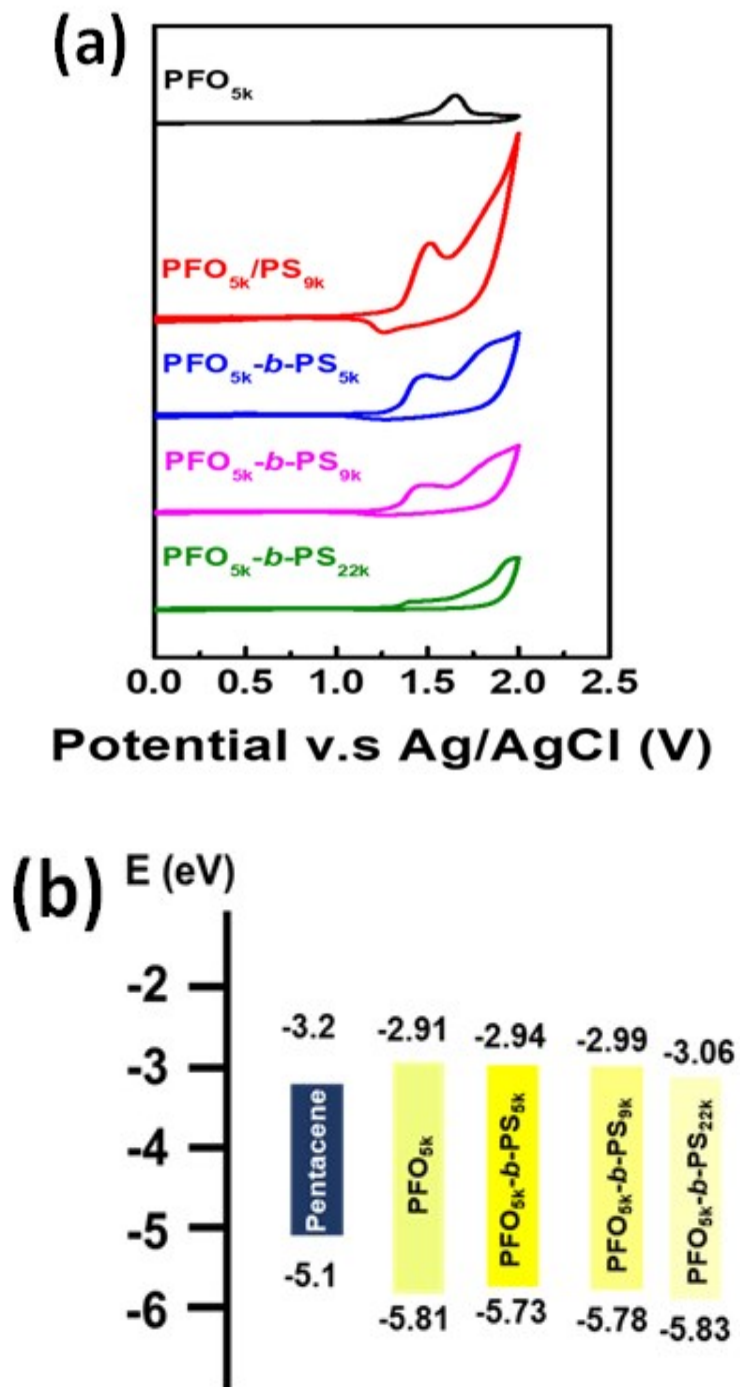 (a)
PFO5k
PFO5k/PS9k
PFO5k-b-PS5k
PFO5k-b-PS9k
PFO5k-b-PS22k
0.0 0.5 1.0 1.5 2.0 2.5
Potential v.s Ag/AgCl (V)
(b) E (eV)
-2
-3
-4
-5
-6
-3.2 -2.91 -2.94 -2.99 -3.06
Pentacene
PFO5k
PFO5k-b-PS5k
PFO5k-b-PS9k
PFO5k-b-PS22k
-5.1 -5.81 -5.73 -5.78 -5.83